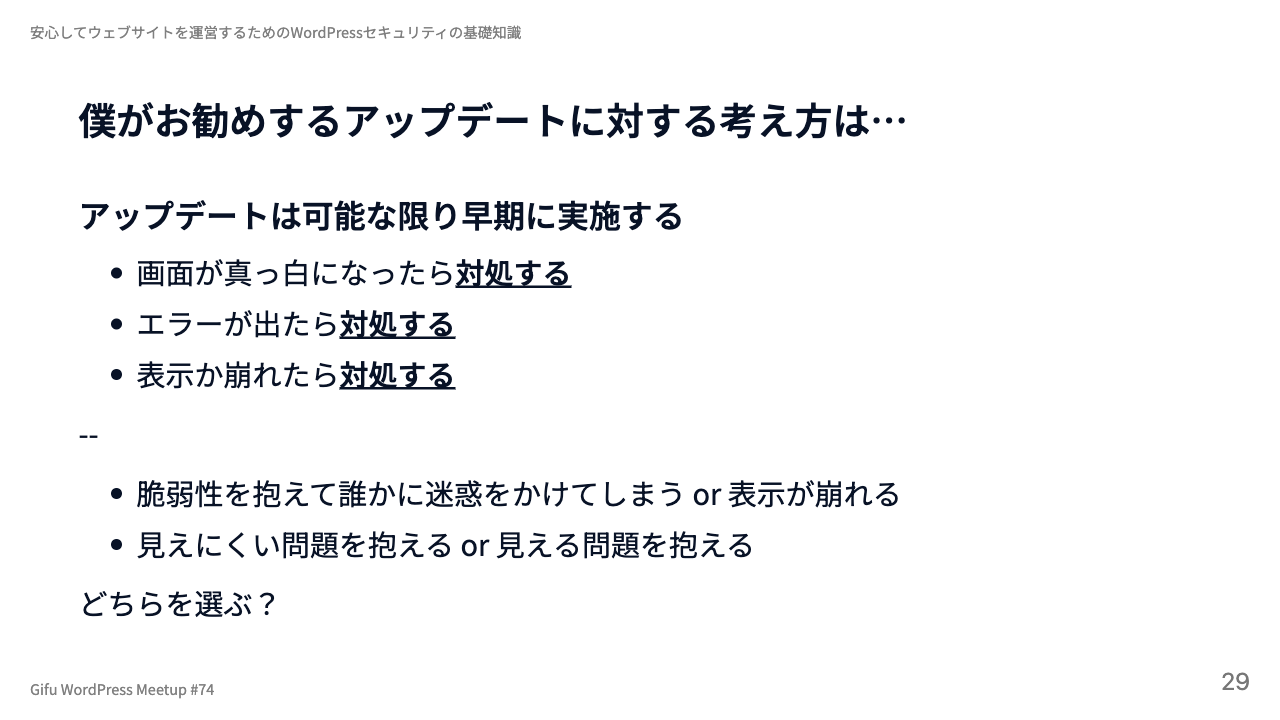 安心してウェブサイトを運営するためのWordPressセキュリティの基礎知識
僕がお勧めするアップデートに対する考え方は…
アップデートは可能な限り早期に実施する
• 画面が真っ白になったら対処する
• エラーが出たら対処する
• 表示か崩れたら対処する
--
• 脆弱性を抱えて誰かに迷惑をかけてしまう or 表示が崩れる
• 見えにくい問題を抱える or 見える問題を抱える
どちらを選ぶ？
Gifu WordPress Meetup #74
29